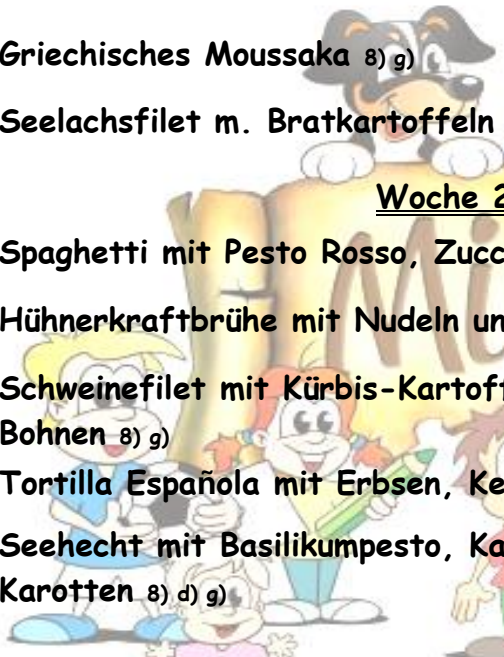 Griechisches Moussaka 8) g)
Seelachsfilet m. Bratkartoffeln
Woche 2
Spaghetti mit Pesto Rosso, Zucc
Hühnerkraftbrühe mit Nudeln un
Schweinefilet mit Kürbis-Kartoff
Bohnen 8) g)
Tortilla Española mit Erbsen, Ke
Seehecht mit Basilikumpesto, Ka
Karotten 8) d) g)